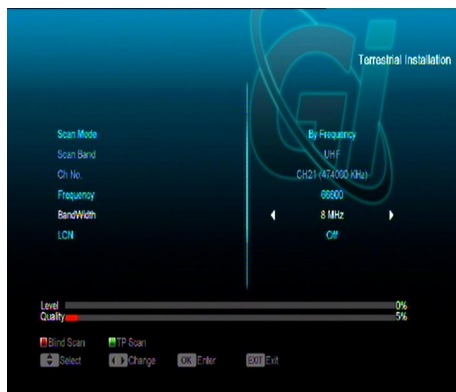 Terrestrial Installation
Scan Mode By Frequency
Scan Band UHF
Ch No. CH21 (474000 KHz)
Frequency 66600
BandWidth 8 MHz
LCN Off
Level 0%
Quality 5%
Blind Scan TP Scan
Select Change OK Enter EXIT Exit